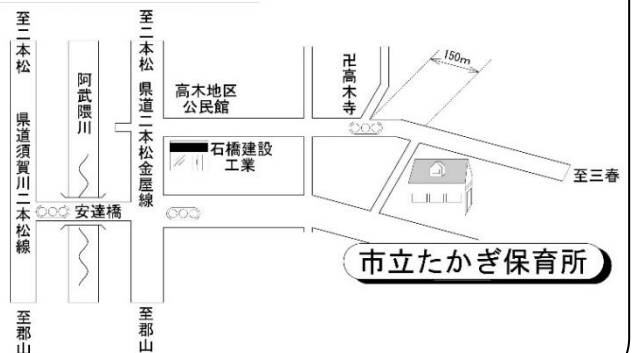 至二本松
県道須賀川二本松線
至郡山
阿武隈川
安達橋
至二本松
県道二本松金屋線
至郡山
高木地区
公民館
石橋建設
工業
卍高木寺
150m
至三春
市立たかぎ保育所